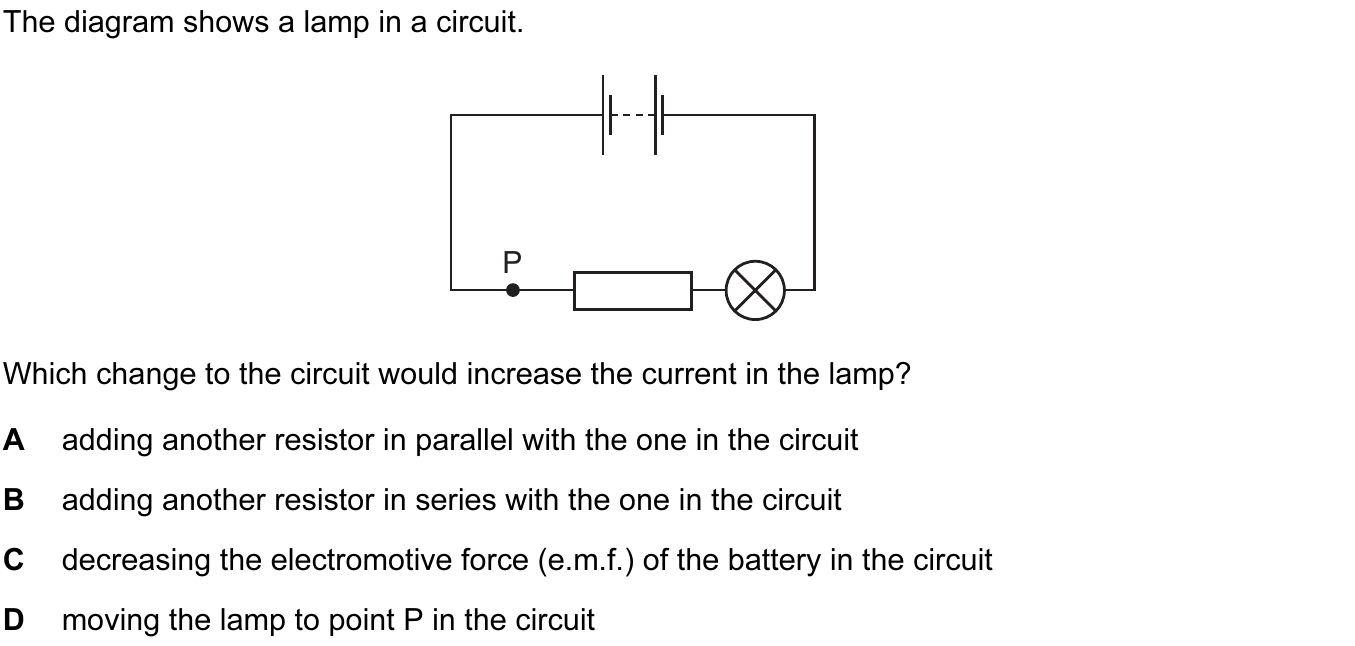 The diagram shows a lamp in a circuit.
P
Which change to the circuit would increase the current in the lamp?
A adding another resistor in parallel with the one in the circuit
B adding another resistor in series with the one in the circuit
C decreasing the electromotive force (e.m.f.) of the battery in the circuit
D moving the lamp to point P in the circuit